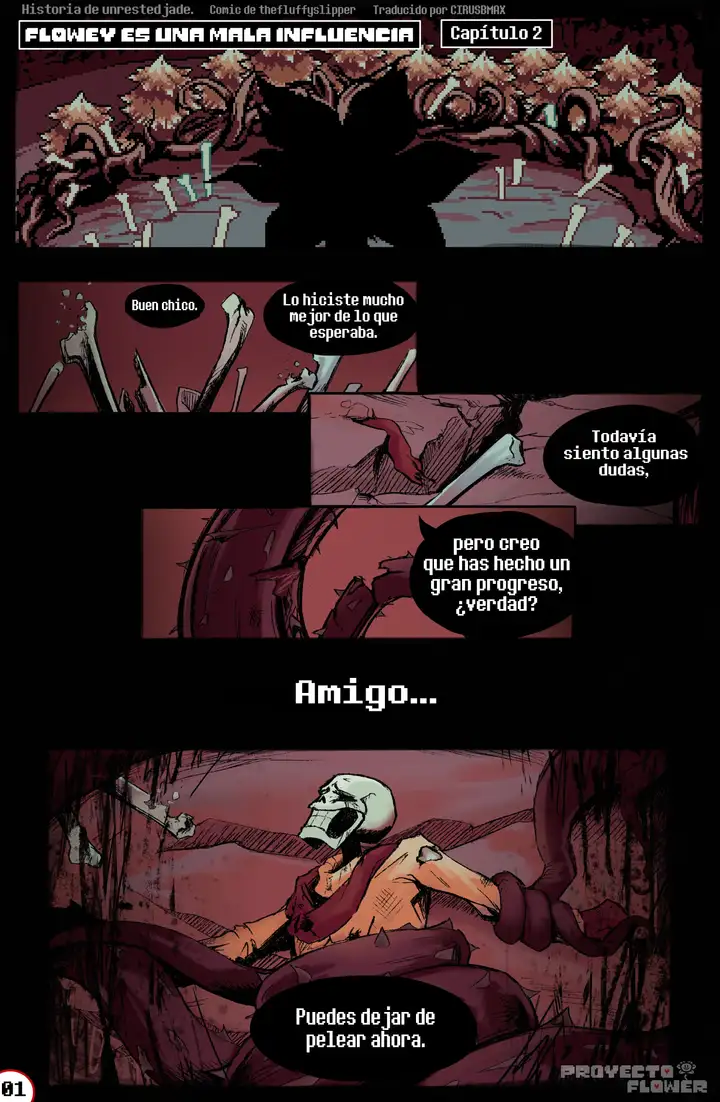 Historia de unrestedjade. Comic de thefluffyslipper Traducido por CIRUSBMAX
FLOWEY ES UNA MALA INFLUENCIA
Capítulo 2
Buen chico.
Lo hiciste mucho
mejor de lo que
esperaba.
Todavía
siento algunas
dudas,
pero creo
que has hecho un
gran progreso,
¿verdad?
Amigo...
Puedes dejar de
pelear ahora.
01
PROYECTO
FLOWER